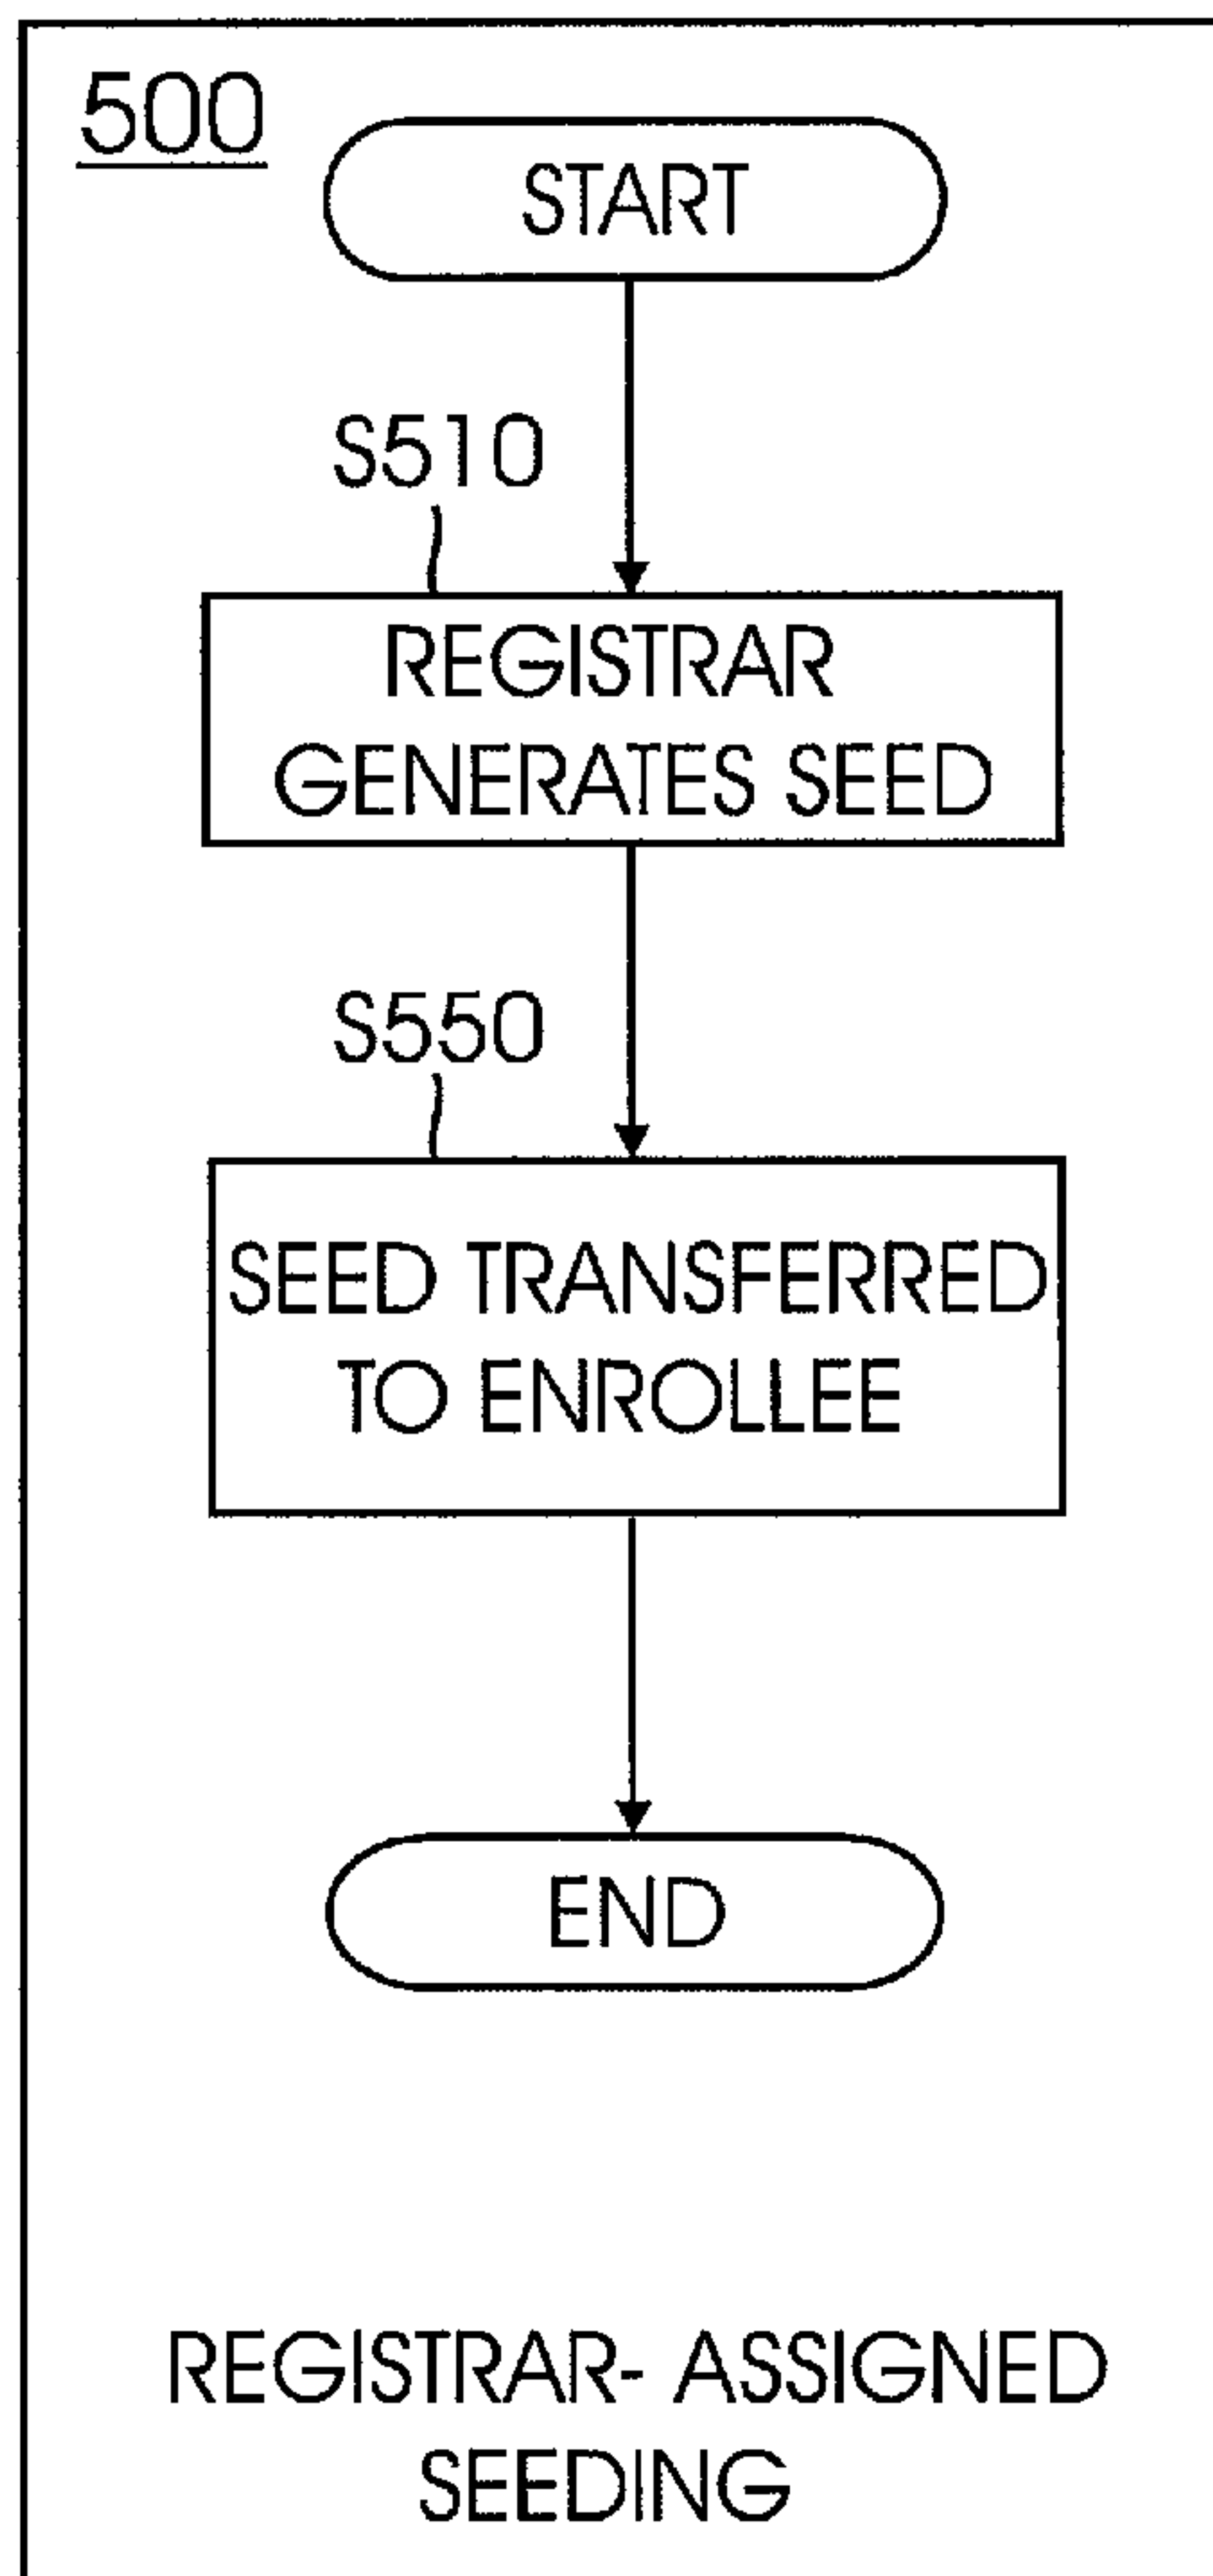 500
START
S510
REGISTRAR
GENERATES SEED
S550
SEED TRANSFERRED
TO ENROLLEE
END
REGISTRAR- ASSIGNED
SEEDING